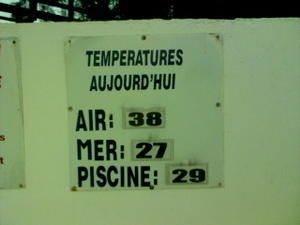 TEMPERATURES
AUJOURD'HUI
AIR: 38
MER: 27
PISCINE: 29